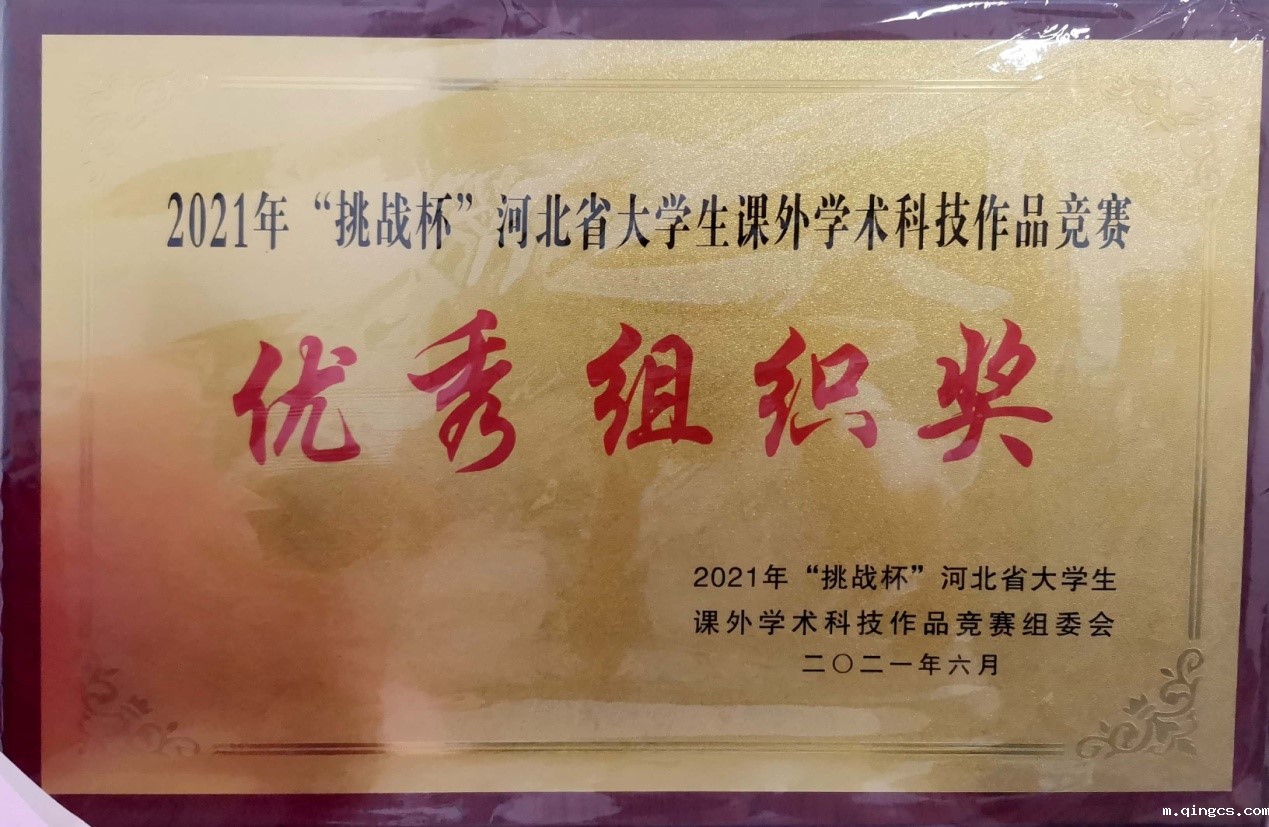 2021年“挑战杯”河北省大学生课外学术科技作品竞赛
优秀组织奖
2021年“挑战杯”河北省大学生
课外学术科技作品竞赛组委会
二〇二一年六月
m.qingcs.com